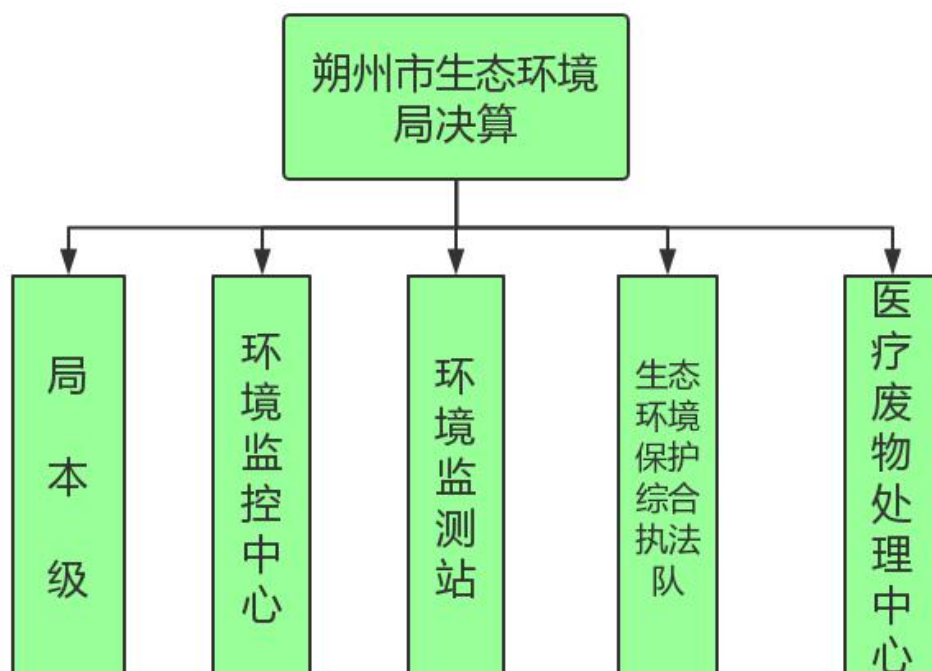 朔州市生态环境
局决算
局本级
环境监控中心
环境监测站
生态
环境
保护
综合
执法
队
医疗废物处理中心